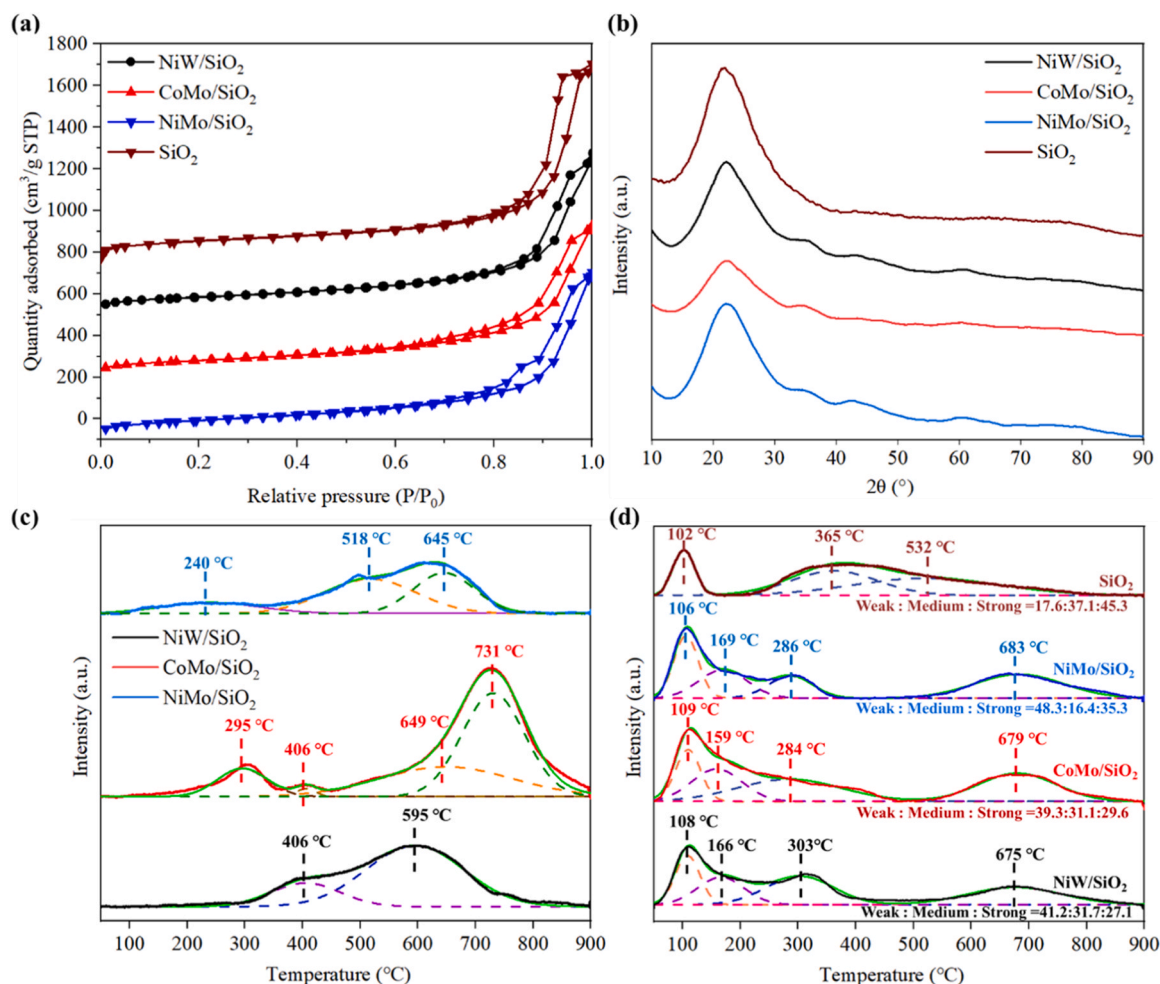 (a)
1800
1600
1400
1200
1000
800
600
400
200
0
Quantity adsorbed (cm³/g STP)
NiW/SiO₂
CoMo/SiO₂
NiMo/SiO₂
SiO₂
0.0 0.2 0.4 0.6 0.8 1.0
Relative pressure (P/P₀)
(b)
Intensity (a.u.)
NiW/SiO₂
CoMo/SiO₂
NiMo/SiO₂
SiO₂
10 20 30 40 50 60 70 80 90
2θ (°)
(c)
Intensity (a.u.)
240 °C
518 °C
645 °C
NiW/SiO₂
CoMo/SiO₂
NiMo/SiO₂
295 °C
406 °C
649 °C
731 °C
406 °C
595 °C
100 200 300 400 500 600 700 800 900
Temperature (°C)
(d)
Intensity (a.u.)
102 °C
365 °C
532 °C
SiO₂
Weak : Medium : Strong =17.6:37.1:45.3
106 °C
169 °C
286 °C
683 °C
NiMo/SiO₂
Weak : Medium : Strong =48.3:16.4:35.3
109 °C
159 °C
284 °C
679 °C
CoMo/SiO₂
Weak : Medium : Strong =39.3:31.1:29.6
108 °C
166 °C
303°C
675 °C
NiW/SiO₂
Weak : Medium : Strong =41.2:31.7:27.1
100 200 300 400 500 600 700 800 900
Temperature (°C)